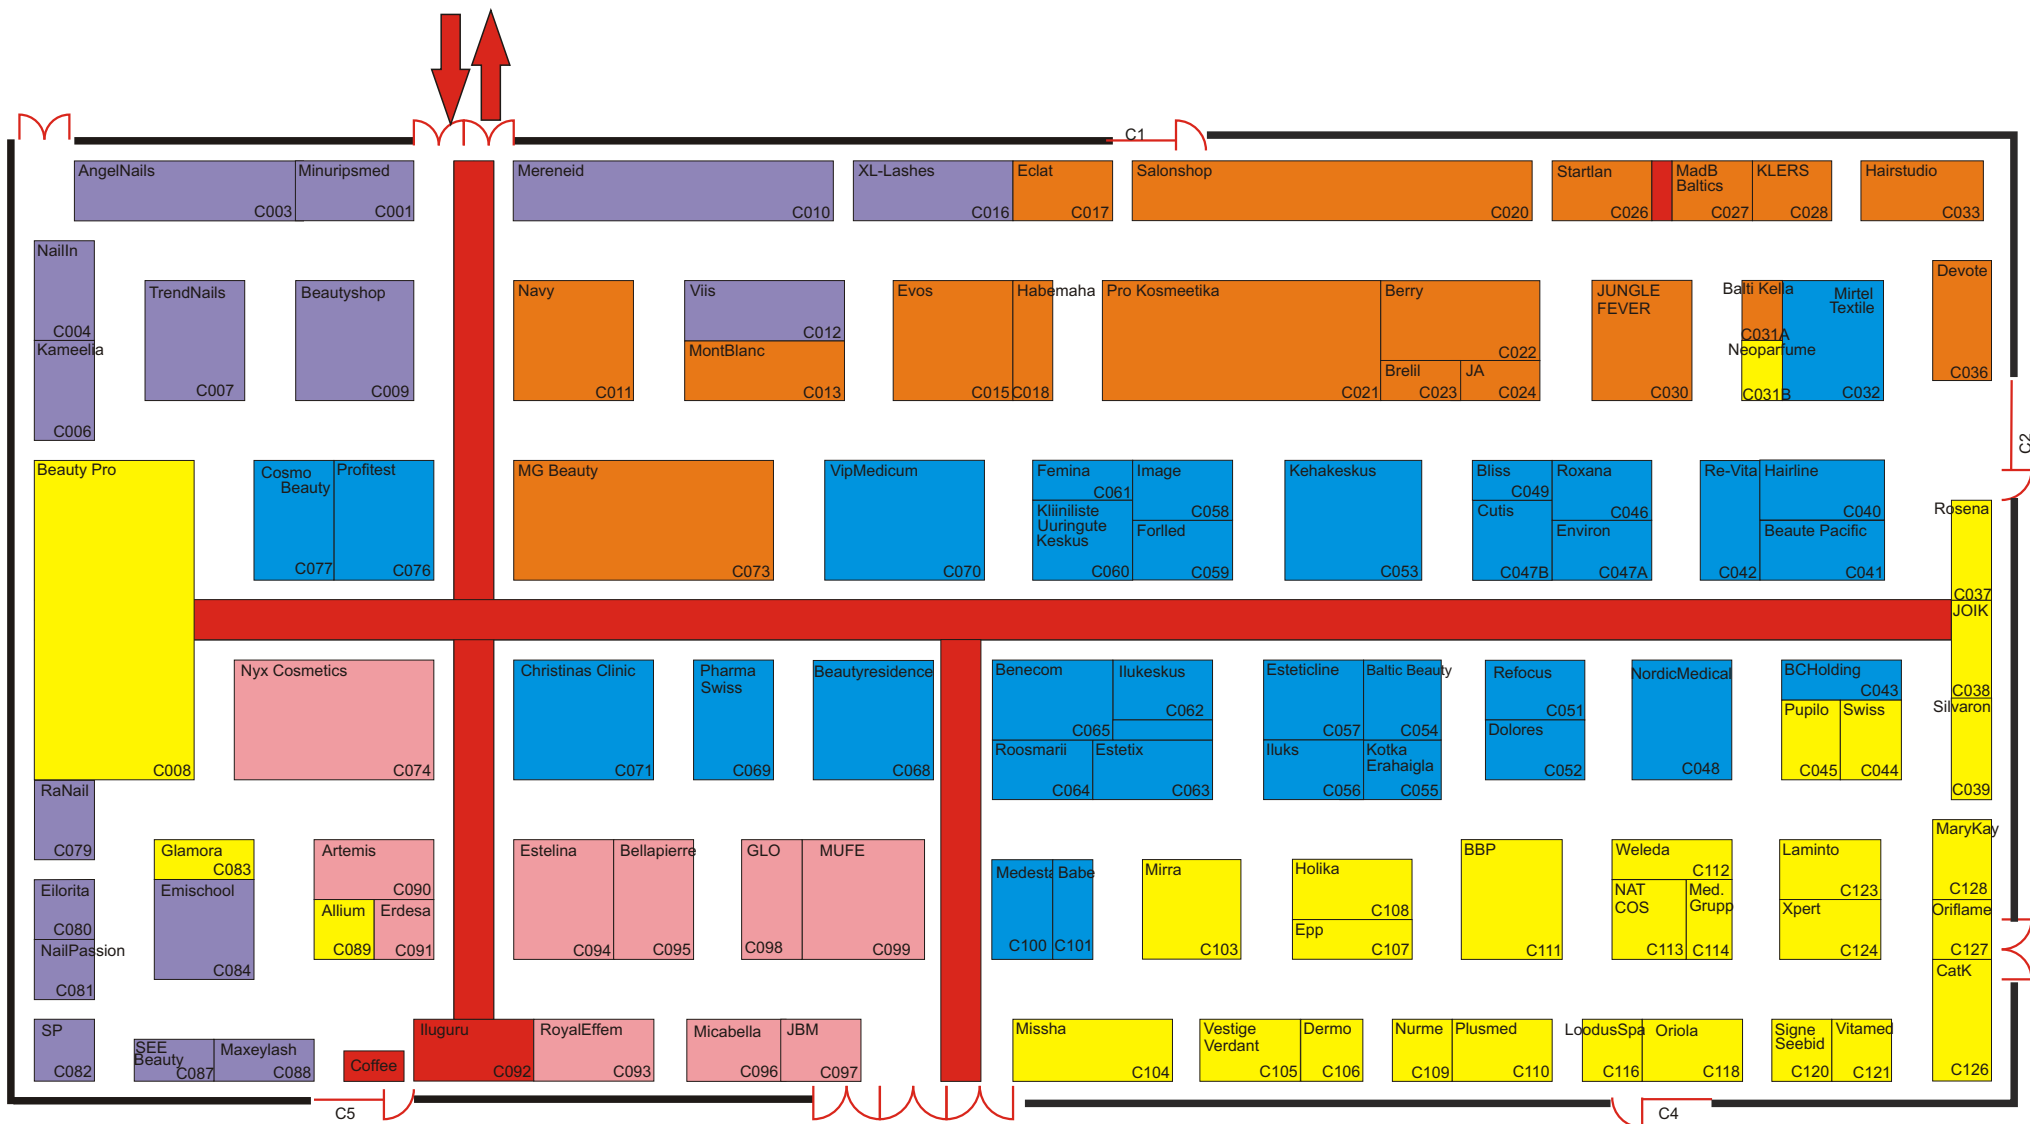 C1
AngelNails
C003
Minuripsmed
C001
Mereneid
C010
XL-Lashes
C016
Eclat
C017
Salonshop
C020
Startlan
C026
MadB
Baltics
C027
KLERS
C028
Hairstudio
C033
NailIn
C004
Kameelia
C006
TrendNails
C007
Beautyshop
C009
Navy
C011
Viis
C012
MontBlanc
C013
Evos
C015
Habemaha
C018
Pro Kosmeetika
C021
Berry
C022
Brelil
C023
JA
C024
JUNGLE
FEVER
C030
Balti Kella
C031A
Neoparfume
C031B
Mirtel
Textile
C032
Devote
C036
C2
Beauty Pro
C008
Cosmo
Beauty
C077
Profitest
C076
MG Beauty
C073
VipMedicum
C070
Femina
C061
Kliiniliste
Uuringute
Keskus
C060
Image
C058
Forlled
C059
Kehakeskus
C053
Bliss
C049
Cutis
C047B
Roxana
C046
Environ
C047A
Re-Vita
C042
Hairline
C040
Beaute Pacific
C041
Rosena
C037
JOIK
C038
Silvaron
C039
Nyx Cosmetics
C074
Christinas Clinic
C071
Pharma
Swiss
C069
Beautyresidence
C068
Benecom
C065
Ilukeskus
C062
Roosmarii
C064
Estetix
C063
Esteticline
C057
Baltic Beauty
C054
Iluks
C056
Kotka
Erahaigla
C055
Refocus
C051
Dolores
C052
NordicMedical
C048
BCHolding
C043
Pupilo
C045
Swiss
C044
RaNail
C079
Eilorita
C080
NailPassion
C081
Glamora
C083
Emischool
C084
Artemis
C090
Allium
C089
Erdesa
C091
Estelina
C094
Bellapierre
C095
GLO
C098
MUFE
C099
Medesta
C100
Babe
C101
Mirra
C103
Holika
C108
Epp
C107
BBP
C111
Weleda
C112
NAT
COS
C113
Med.
Grupp
C114
Laminto
C123
Xpert
C124
MaryKay
C128
Oriflame
C127
CatK
C126
SP
C082
SEE
Beauty
C087
Maxeylash
C088
Coffee
Iluguru
C092
RoyalEffem
C093
Micabella
C096
JBM
C097
Missha
C104
Vestige
Verdant
C105
Dermo
C106
Nurme
C109
Plusmed
C110
LoodusSpa
C116
Oriola
C118
Signe
Seebid
C120
Vitamed
C121
C5
C4